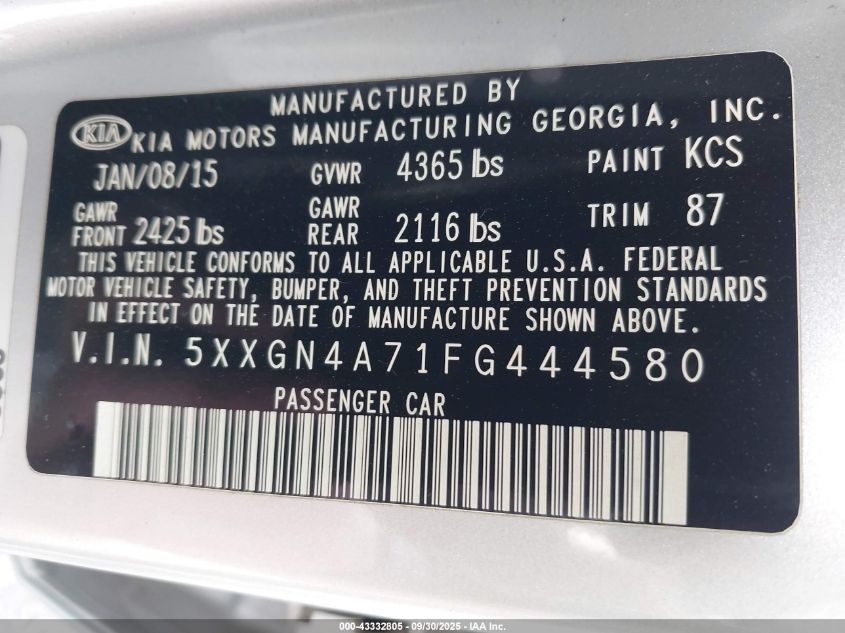 MANUFACTURED BY
KIA KIA MOTORS MANUFACTURING GEORGIA, INC.
JAN/08/15 GVWR 4365 lbs PAINT KCS
GAWR FRONT 2425 lbs GAWR REAR 2116 lbs TRIM 87
THIS VEHICLE CONFORMS TO ALL APPLICABLE U.S.A. FEDERAL
MOTOR VEHICLE SAFETY, BUMPER, AND THEFT PREVENTION STANDARDS
IN EFFECT ON THE DATE OF MANUFACTURE SHOWN ABOVE.
V.I.N. 5XXGN4A71FG444580
PASSENGER CAR
000-43332805 - 09/30/2025 - IAA Inc.